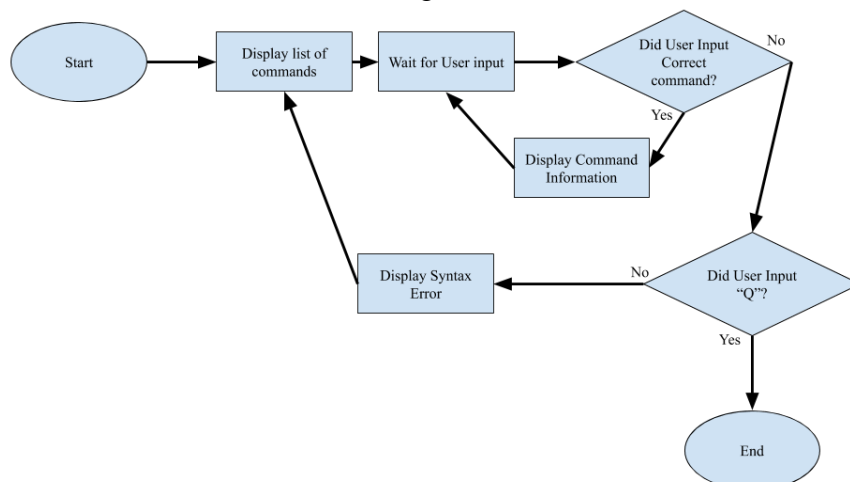 Start
Display list of
commands
Wait for User input
Did User Input
Correct
command?
No
Yes
Display Command
Information
Did User Input
“Q”?
No
Display Syntax
Error
Yes
End